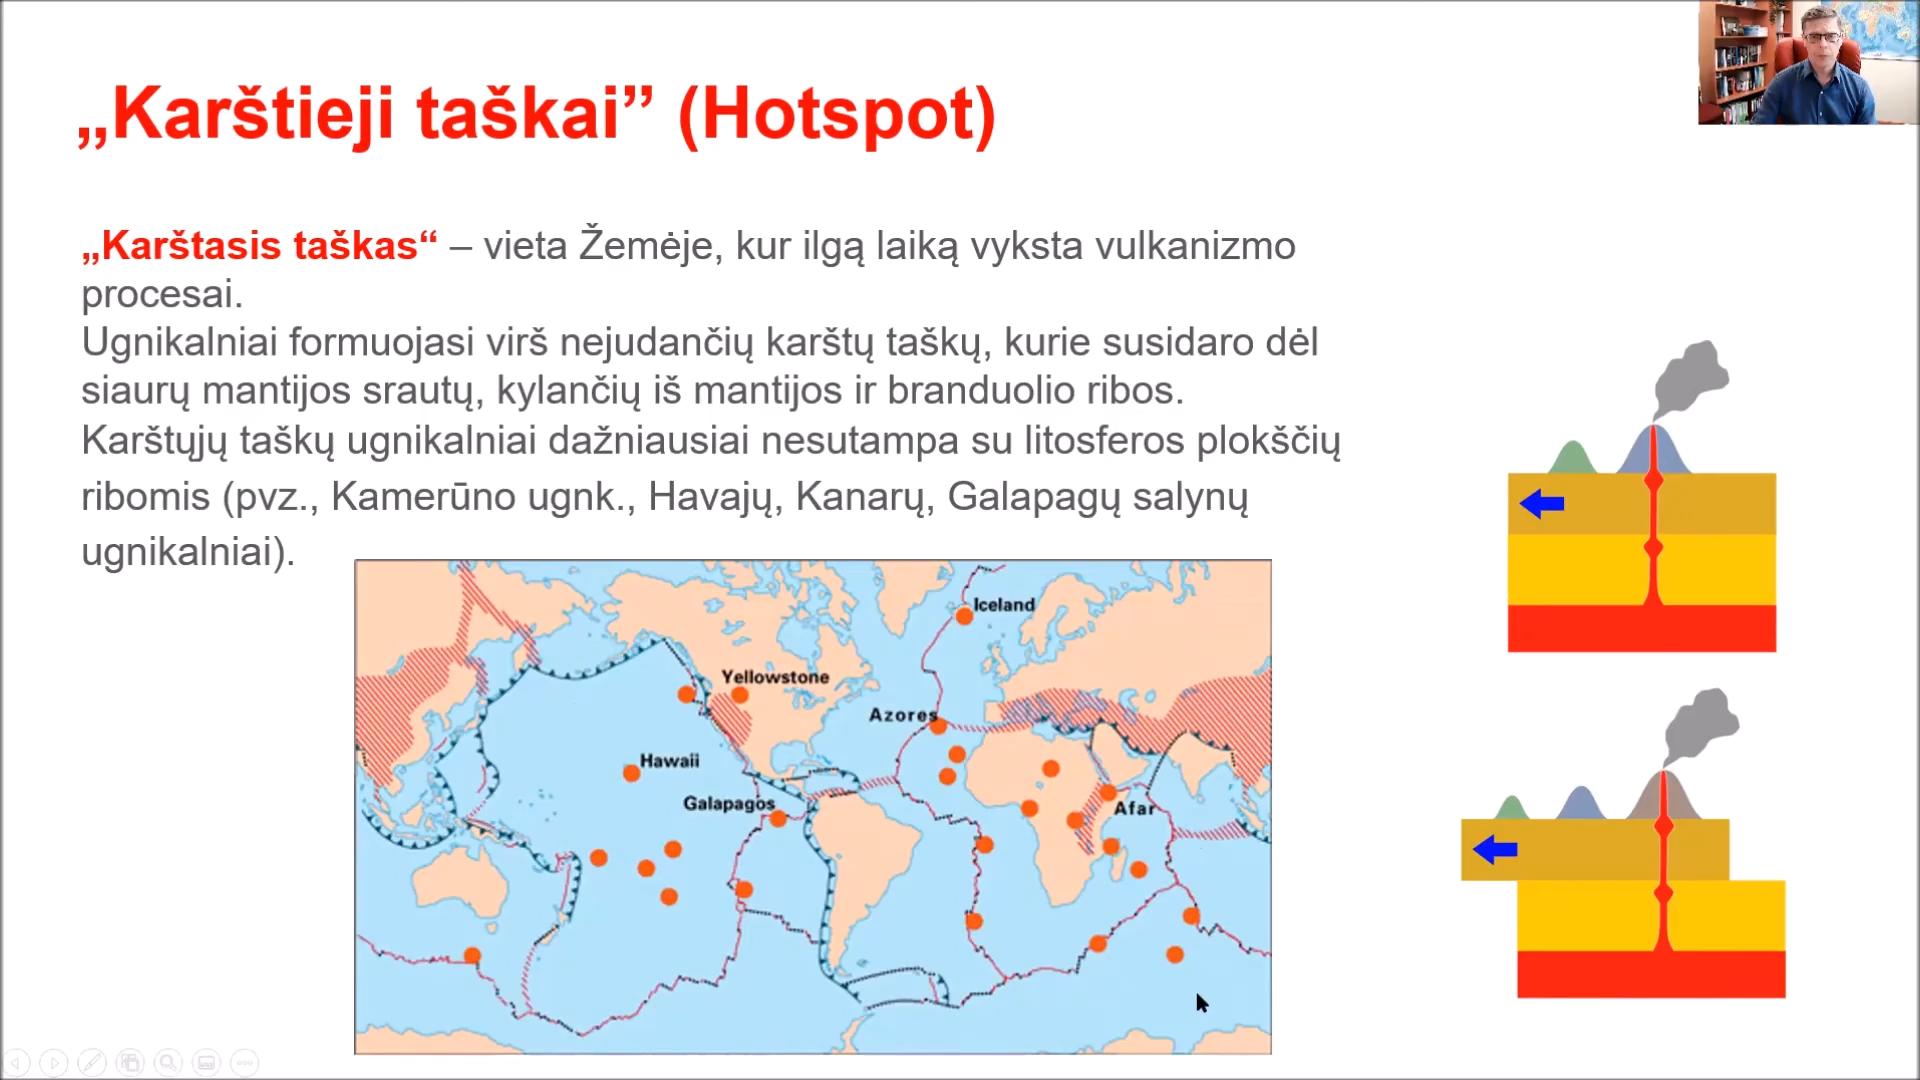 „Karštieji taškai” (Hotspot)
„Karštasis taškas“ – vieta Žemėje, kur ilgą laiką vyksta vulkanizmo
procesai.
Ugnikalniai formuojasi virš nejudančių karštų taškų, kurie susidaro dėl
siaurų mantijos srautų, kylančių iš mantijos ir branduolio ribos.
Karštųjų taškų ugnikalniai dažniausiai nesutampa su litosferos plokščių
ribomis (pvz., Kamerūno ugnk., Havajų, Kanarų, Galapagų salynų
ugnikalniai).
Iceland
Yellowstone
Azores
Hawaii
Galapagos
Afar